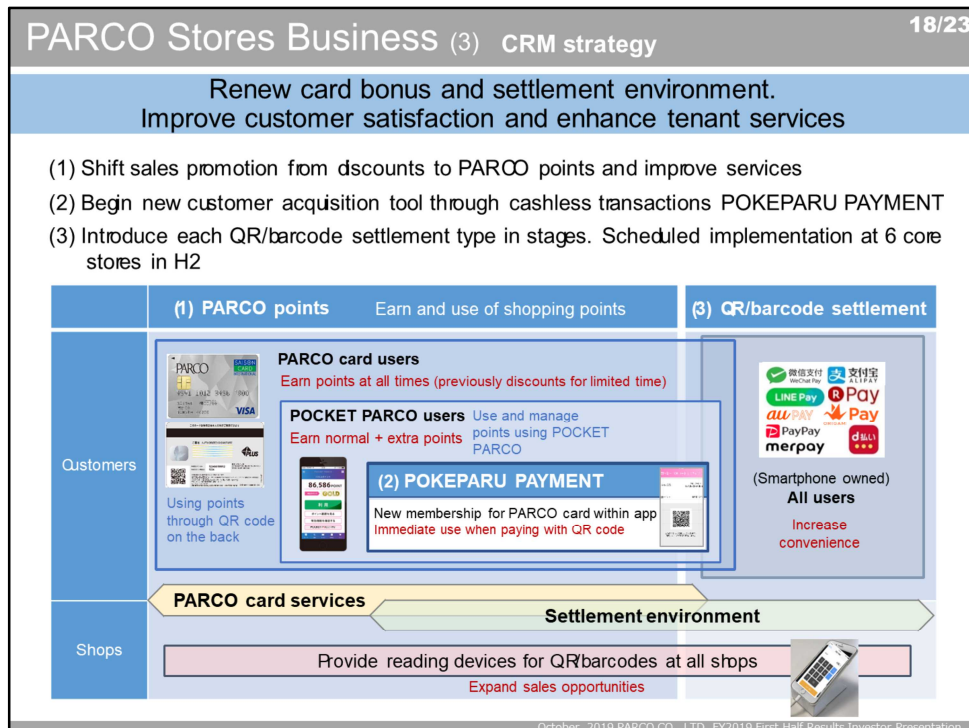 PARCO Stores Business (3) CRM strategy
18/23
Renew card bonus and settlement environment.
Improve customer satisfaction and enhance tenant services
(1) Shift sales promotion from discounts to PARCO points and improve services
(2) Begin new customer acquisition tool through cashless transactions POKEPARU PAYMENT
(3) Introduce each QR/barcode settlement type in stages. Scheduled implementation at 6 core
stores in H2
(1) PARCO points
Earn and use of shopping points
(3) QR/barcode settlement
Customers
PARCO
SAISON
CARD
VISA
PLUS
Using points
through QR code
on the back
PARCO card users
Earn points at all times (previously discounts for limited time)
POCKET PARCO users
Earn normal + extra points
Use and manage
points using POCKET
PARCO
86,586
(2) POKEPARU PAYMENT
New membership for PARCO card within app
Immediate use when paying with QR code
微信支付
WeChat Pay
支付宝
ALIPAY
LINE Pay
R Pay
au PAY
Pay
ORIGAMI
PayPay
merpay
d払い
(Smartphone owned)
All users
Increase
convenience
Shops
PARCO card services
Settlement environment
Provide reading devices for QR/barcodes at all shops
Expand sales opportunities
October, 2019 PARCO CO., LTD. FY2019 First Half Results Investor Presentation